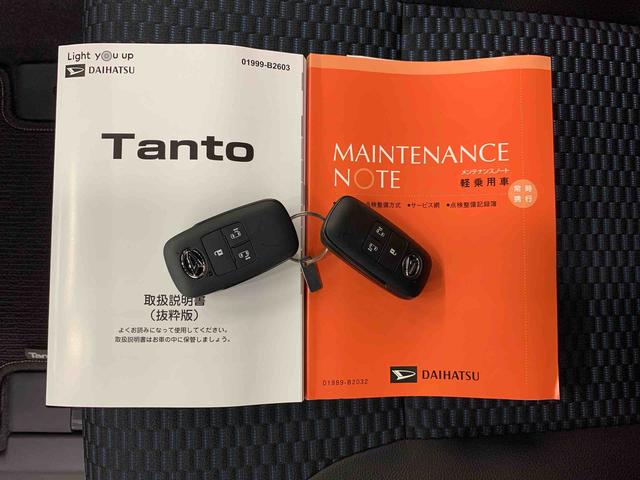 Light you up
DAIHATSU
01999-B2603
Tanto
取扱説明書
(抜粋版)
よくお読みになって使用してください。
取扱説明書はお車の中に保管しましょう。
MAINTENANCE
NOTE
メンテナンスノート
軽乗用車
常時
携行
点検整備方式 •サービス網 •点検整備記録簿
01999-B2032
DAIHATSU